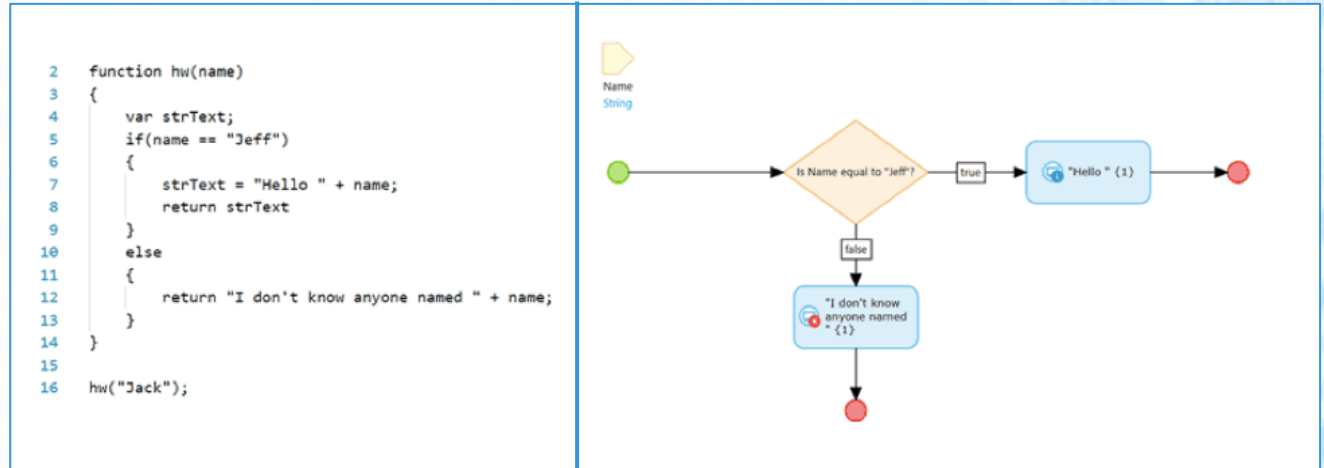 2 function hw(name)
3 {
4 var strText;
5 if(name == "Jeff")
6 {
7 strText = "Hello " + name;
8 return strText
9 }
10 else
11 {
12 return "I don't know anyone named " + name;
13 }
14 }
15
16 hw("Jack");
Name
String
Is Name equal to "Jeff"?
true
"Hello " {1}
false
"I don't know
anyone named
" {1}